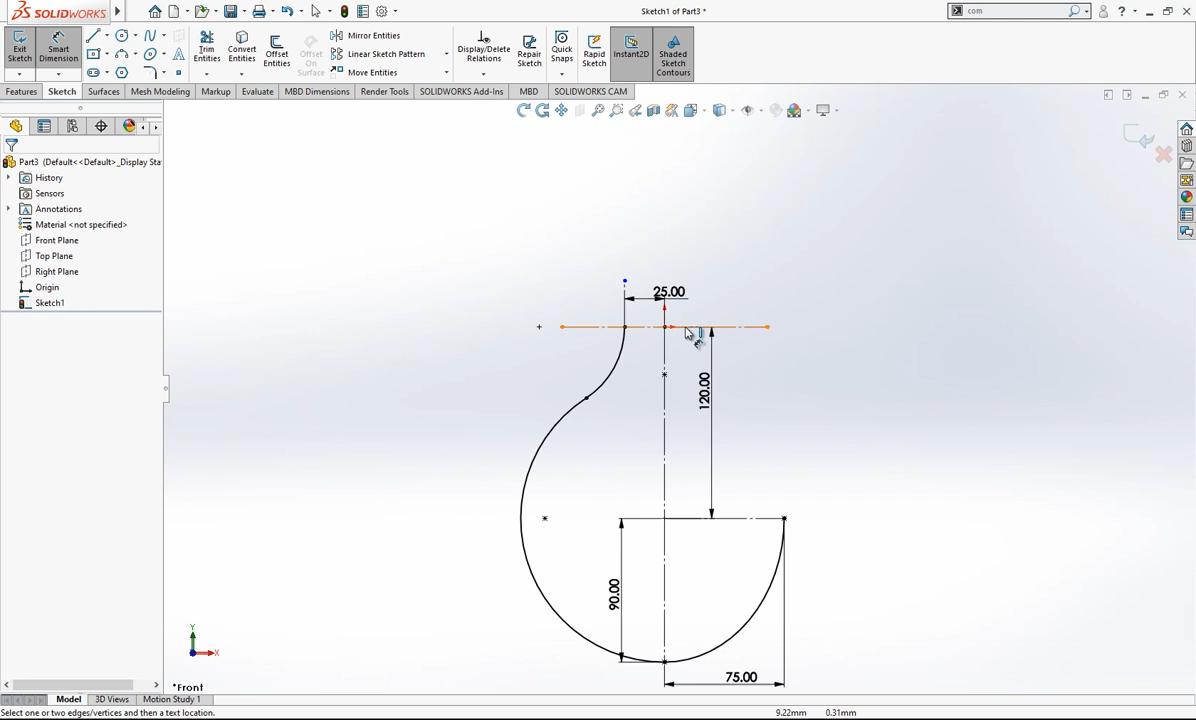 SOLIDWORKS
Sketch1 of Part3 *
com
Exit Sketch
Smart Dimension
Trim Entities
Convert Entities
Offset Entities
Offset On Surface
Mirror Entities
Linear Sketch Pattern
Move Entities
Display/Delete Relations
Repair Sketch
Quick Snaps
Rapid Sketch
Instant2D
Shaded Sketch Contours
Features
Sketch
Surfaces
Mesh Modeling
Markup
Evaluate
MBD Dimensions
Render Tools
SOLIDWORKS Add-Ins
MBD
SOLIDWORKS CAM
Part3 (Default<<Default>_Display Sta
History
Sensors
Annotations
Material <not specified>
Front Plane
Top Plane
Right Plane
Origin
Sketch1
25.00
120.00
90.00
75.00
Y
X
*Front
Model
3D Views
Motion Study 1
Select one or two edges/vertices and then a text location.
9.22mm
0.31mm